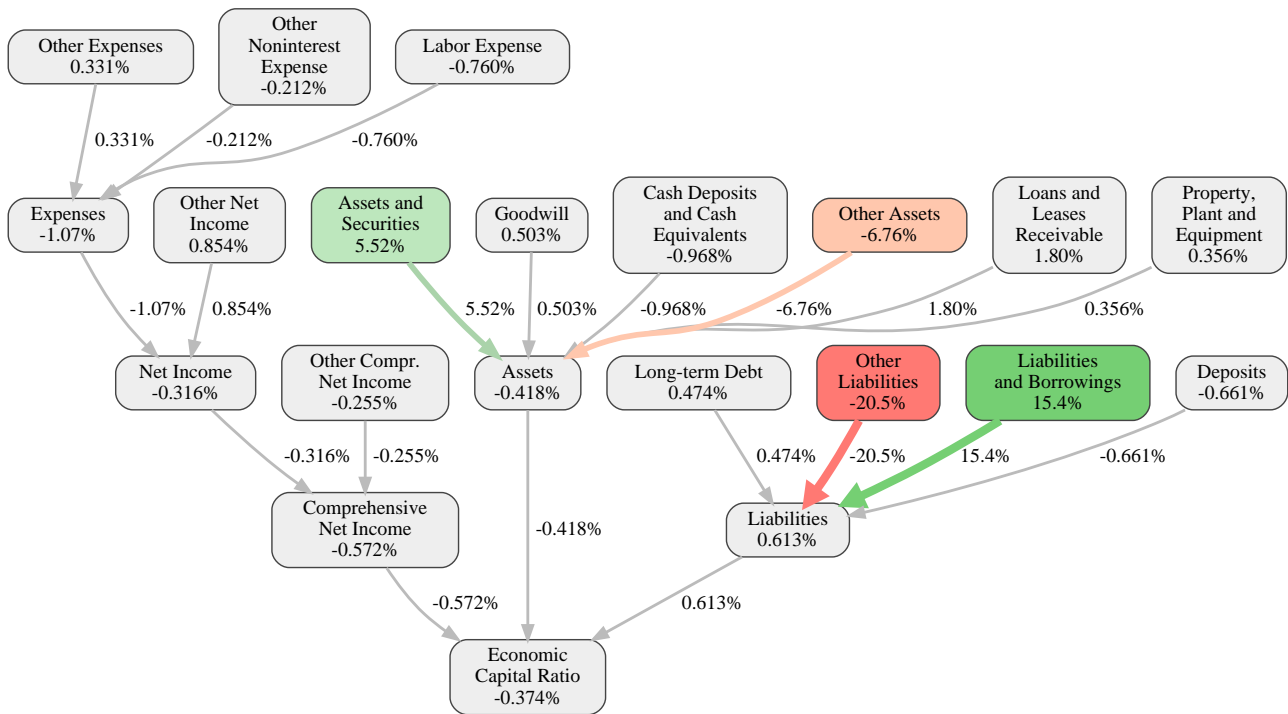 Other Expenses
0.331%
Other
Noninterest
Expense
-0.212%
Labor Expense
-0.760%
0.331%
-0.212%
-0.760%
Expenses
-1.07%
Other Net
Income
0.854%
Assets and
Securities
5.52%
Goodwill
0.503%
Cash Deposits
and Cash
Equivalents
-0.968%
Other Assets
-6.76%
Loans and
Leases
Receivable
1.80%
Property,
Plant and
Equipment
0.356%
-1.07%
0.854%
5.52%
0.503%
-0.968%
-6.76%
1.80%
0.356%
Net Income
-0.316%
Other Compr.
Net Income
-0.255%
Assets
-0.418%
Long-term Debt
0.474%
Other
Liabilities
-20.5%
Liabilities
and Borrowings
15.4%
Deposits
-0.661%
-0.316%
-0.255%
0.474%
-20.5%
15.4%
-0.661%
Comprehensive
Net Income
-0.572%
-0.418%
Liabilities
0.613%
-0.572%
0.613%
Economic
Capital Ratio
-0.374%